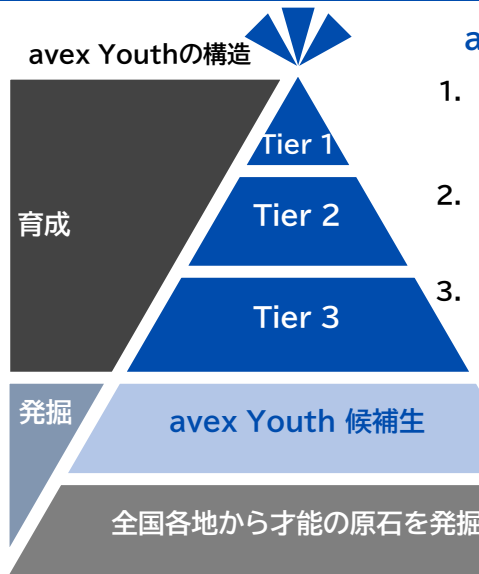 avex Youthの構造
a
1.
Tier 1
2.
育成
Tier 2
3.
Tier 3
発掘
avex Youth 候補生
全国各地から才能の原石を発掘